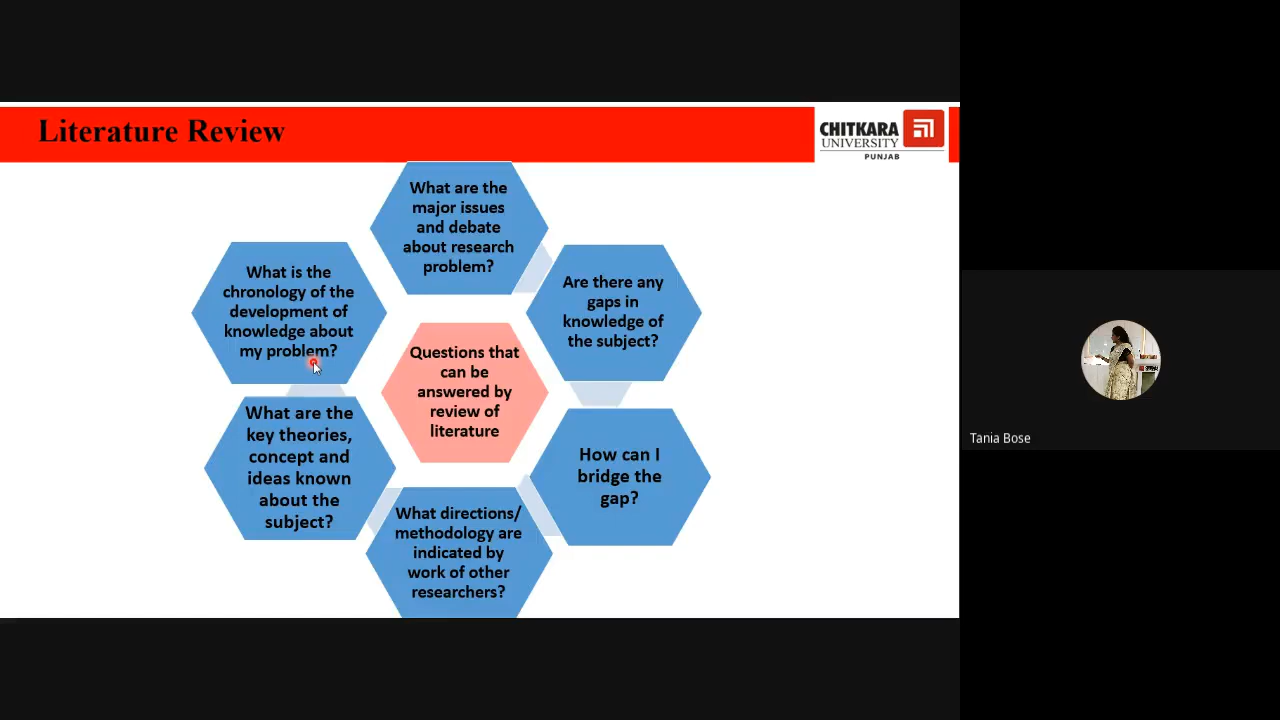 Literature Review
CHITKARA
UNIVERSITY
PUNJAB
What are the
major issues
and debate
about research
problem?
Are there any
gaps in
knowledge of
the subject?
How can I
bridge the
gap?
What directions/
methodology are
indicated by
work of other
researchers?
What are the
key theories,
concept and
ideas known
about the
subject?
What is the
chronology of the
development of
knowledge about
my problem?
Questions that
can be
answered by
review of
literature
Tania Bose